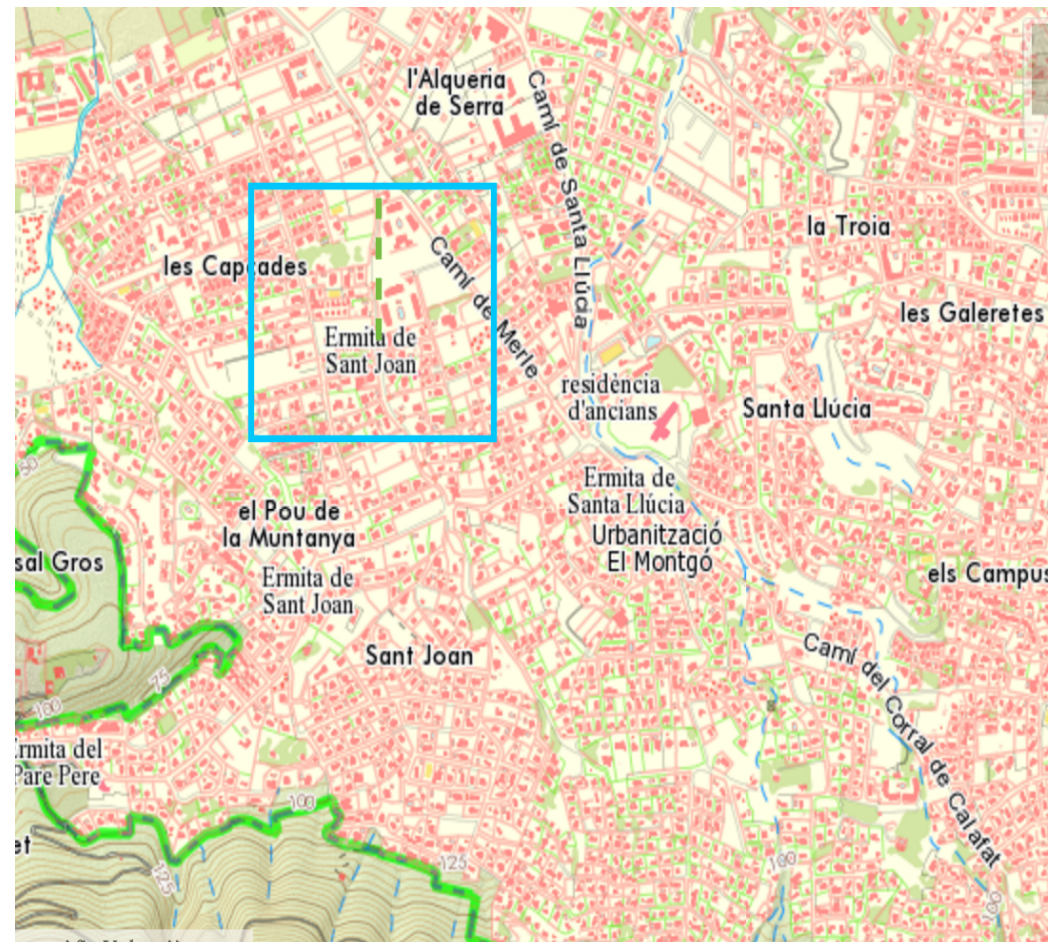 l'Alqueria
de Serra
Camí de Santa Llúcia
la Troia
les Capçades
Camí de Merle
les Galeretes
Ermita de
Sant Joan
residència
d'ancians
Santa Llúcia
50
Ermita de
Santa Llúcia
el Pou de
la Muntanya
Urbanització
El Montgó
sal Gros
els Campus
Ermita de
Sant Joan
Sant Joan
Camí del Corral de Calafat
75
100
rmita del
Pare Pere
100
et
125
125
100
100